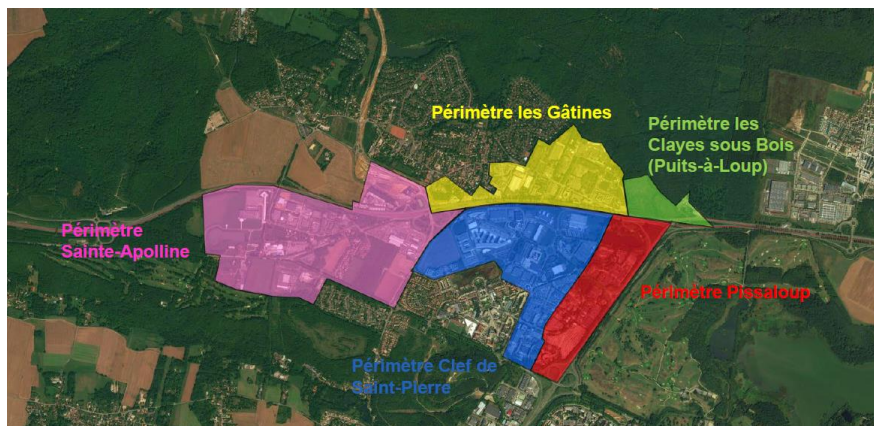 Périmètre les Gâtines
Périmètre les
Clayes sous Bois
(Puits-à-Loup)
Périmètre
Sainte-Apolline
Périmètre Pissaloup
Périmètre Clef de
Saint-Pierre